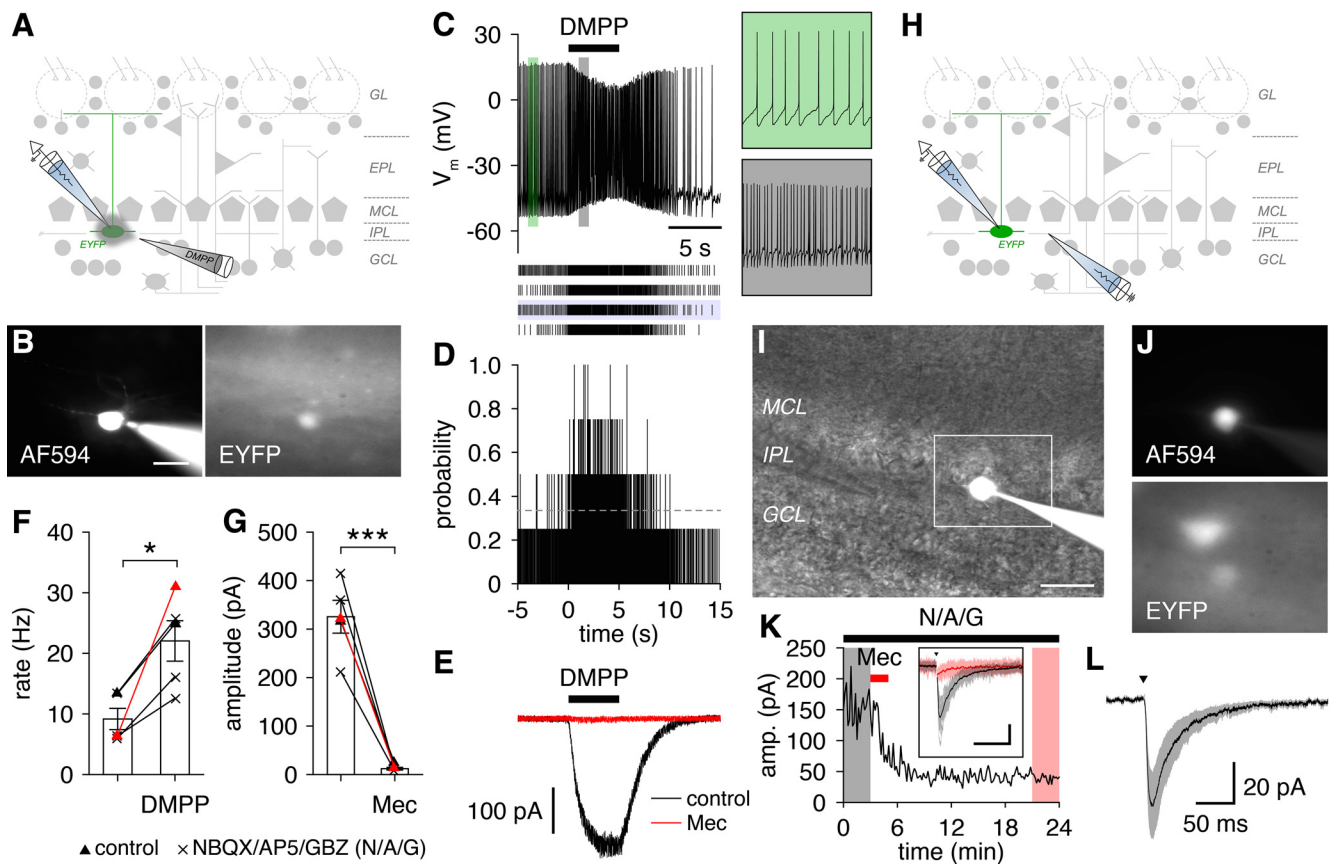 A
GL
EPL
MCL
IPL
GCL
EYFP
DMPP
B
AF594
EYFP
C
DMPP
30
0
-30
-60
Vm (mV)
5 s
D
1.0
0.8
0.6
0.4
0.2
0
probability
-5 0 5 10 15
time (s)
E
DMPP
100 pA
control
Mec
F
40
30
20
10
0
rate (Hz)
*
DMPP
G
500
400
300
200
100
0
amplitude (pA)
***
Mec
▲ control × NBQX/AP5/GBZ (N/A/G)
H
GL
EPL
MCL
IPL
GCL
EYFP
I
MCL
IPL
GCL
J
AF594
EYFP
K
N/A/G
Mec
250
200
150
100
50
0
amp. (pA)
0 6 12 18 24
time (min)
L
20 pA
50 ms